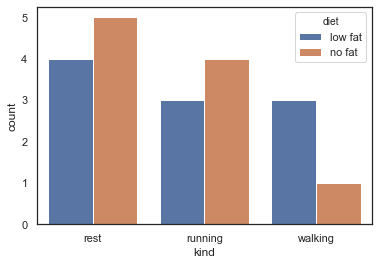 diet
low fat
no fat
5
4
3
2
1
0
count
rest running walking
kind